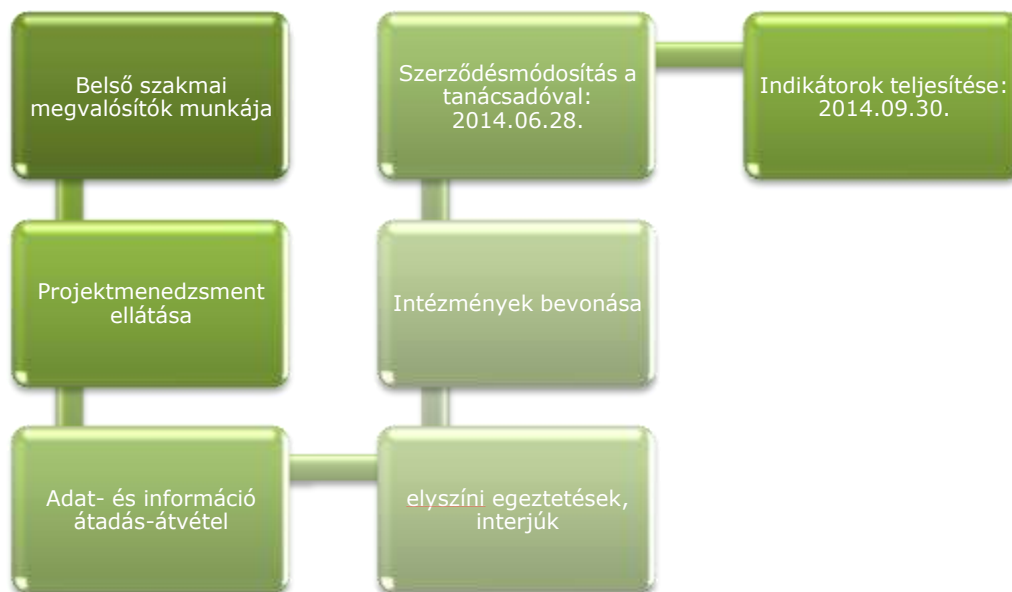 Belső szakmai
megvalósítók munkája
Projektmenedzsment
ellátása
Adat- és információ
átadás-átvétel
elyszíni egeztetések,
interjúk
Intézmények bevonása
Szerződésmódosítás a
tanácsadóval:
2014.06.28.
Indikátorok teljesítése:
2014.09.30.